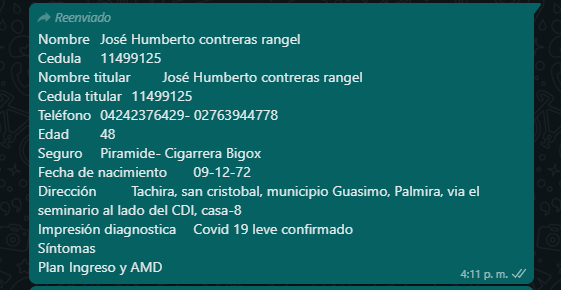 Reenviado
Nombre José Humberto contreras rangel
Cedula 11499125
Nombre titular José Humberto contreras rangel
Cedula titular 11499125
Teléfono 04242376429- 02763944778
Edad 48
Seguro Piramide- Cigarrera Bigox
Fecha de nacimiento 09-12-72
Dirección Tachira, san cristobal, municipio Guasimo, Palmira, via el
seminario al lado del CDI, casa-8
Impresión diagnostica Covid 19 leve confirmado
Síntomas
Plan Ingreso y AMD
4:11 p. m.